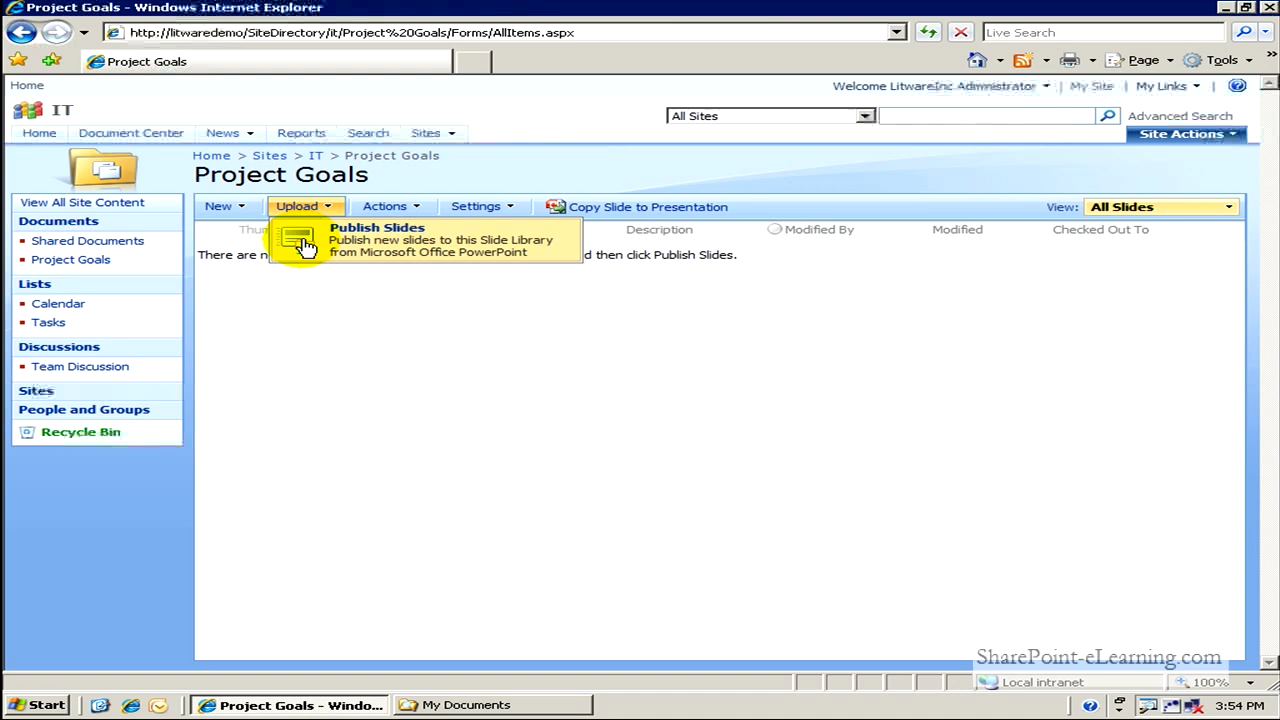 Project Goals - Windows Internet Explorer
http://litwaredemo/SiteDirectory/it/Project%20Goals/Forms/AllItems.aspx
Live Search
Project Goals
Page
Tools
Home
Welcome LitwareInc Administrator
My Site
My Links
IT
All Sites
Advanced Search
Home
Document Center
News
Reports
Search
Sites
Site Actions
Home > Sites > IT > Project Goals
Project Goals
View All Site Content
New
Upload
Actions
Settings
Copy Slide to Presentation
View:
All Slides
Documents
Shared Documents
Project Goals
Lists
Calendar
Tasks
Discussions
Team Discussion
Sites
People and Groups
Recycle Bin
Publish Slides
Publish new slides to this Slide Library
from Microsoft Office PowerPoint
Description
Modified By
Modified
Checked Out To
There are
then click Publish Slides.
SharePoint-eLearning.com
Local intranet
100%
Start
Project Goals - Windo...
My Documents
3:54 PM